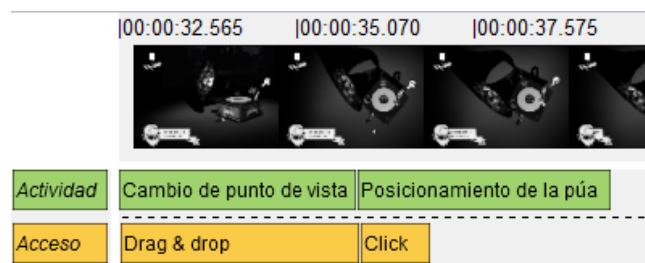 |00:00:32.565 |00:00:35.070 |00:00:37.575
Actividad Cambio de punto de vista Posicionamiento de la púa
Acceso Drag & drop Click